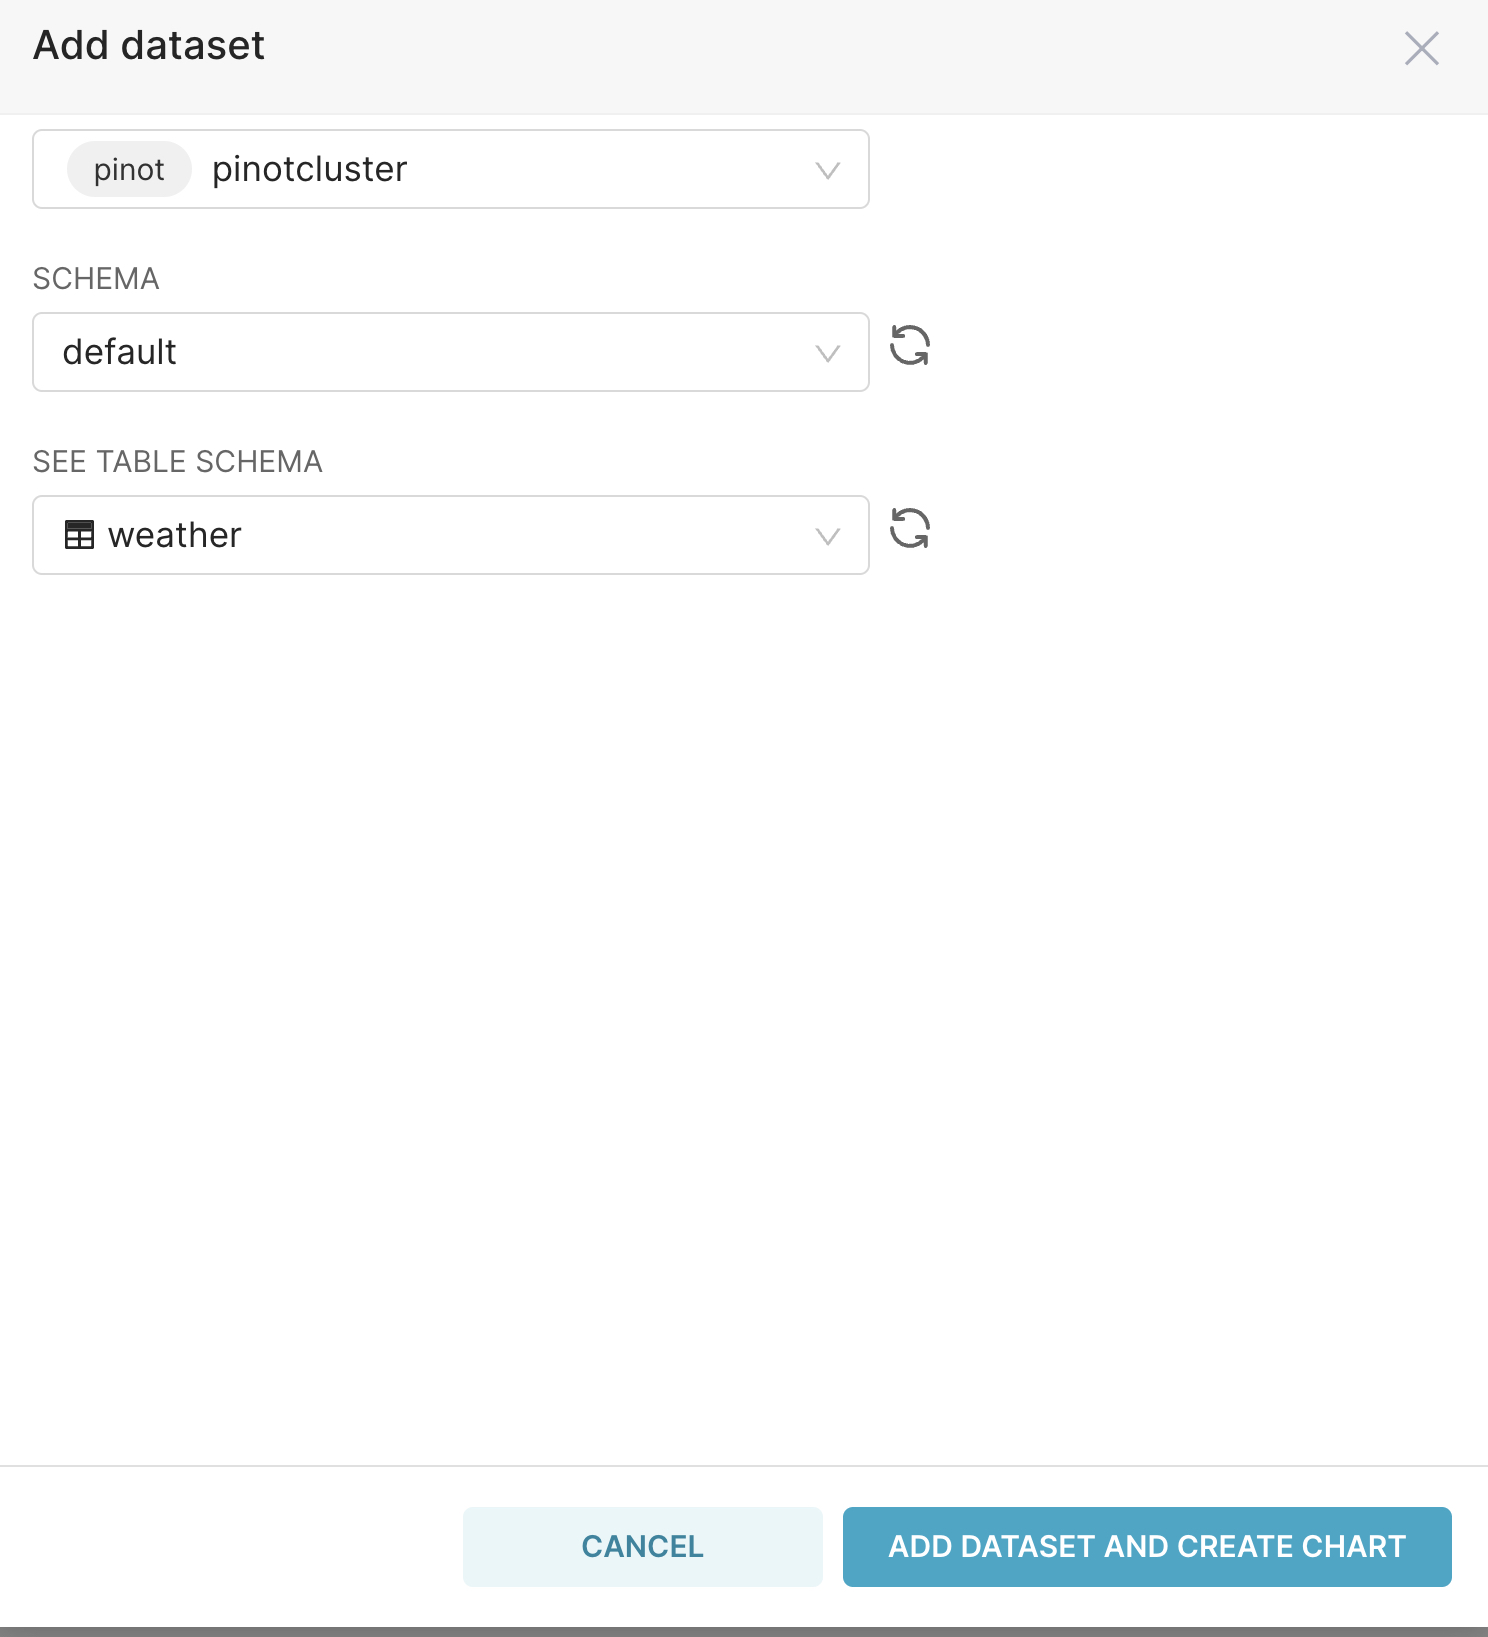 Add dataset
pinot pinotcluster
SCHEMA
default
SEE TABLE SCHEMA
weather
CANCEL ADD DATASET AND CREATE CHART